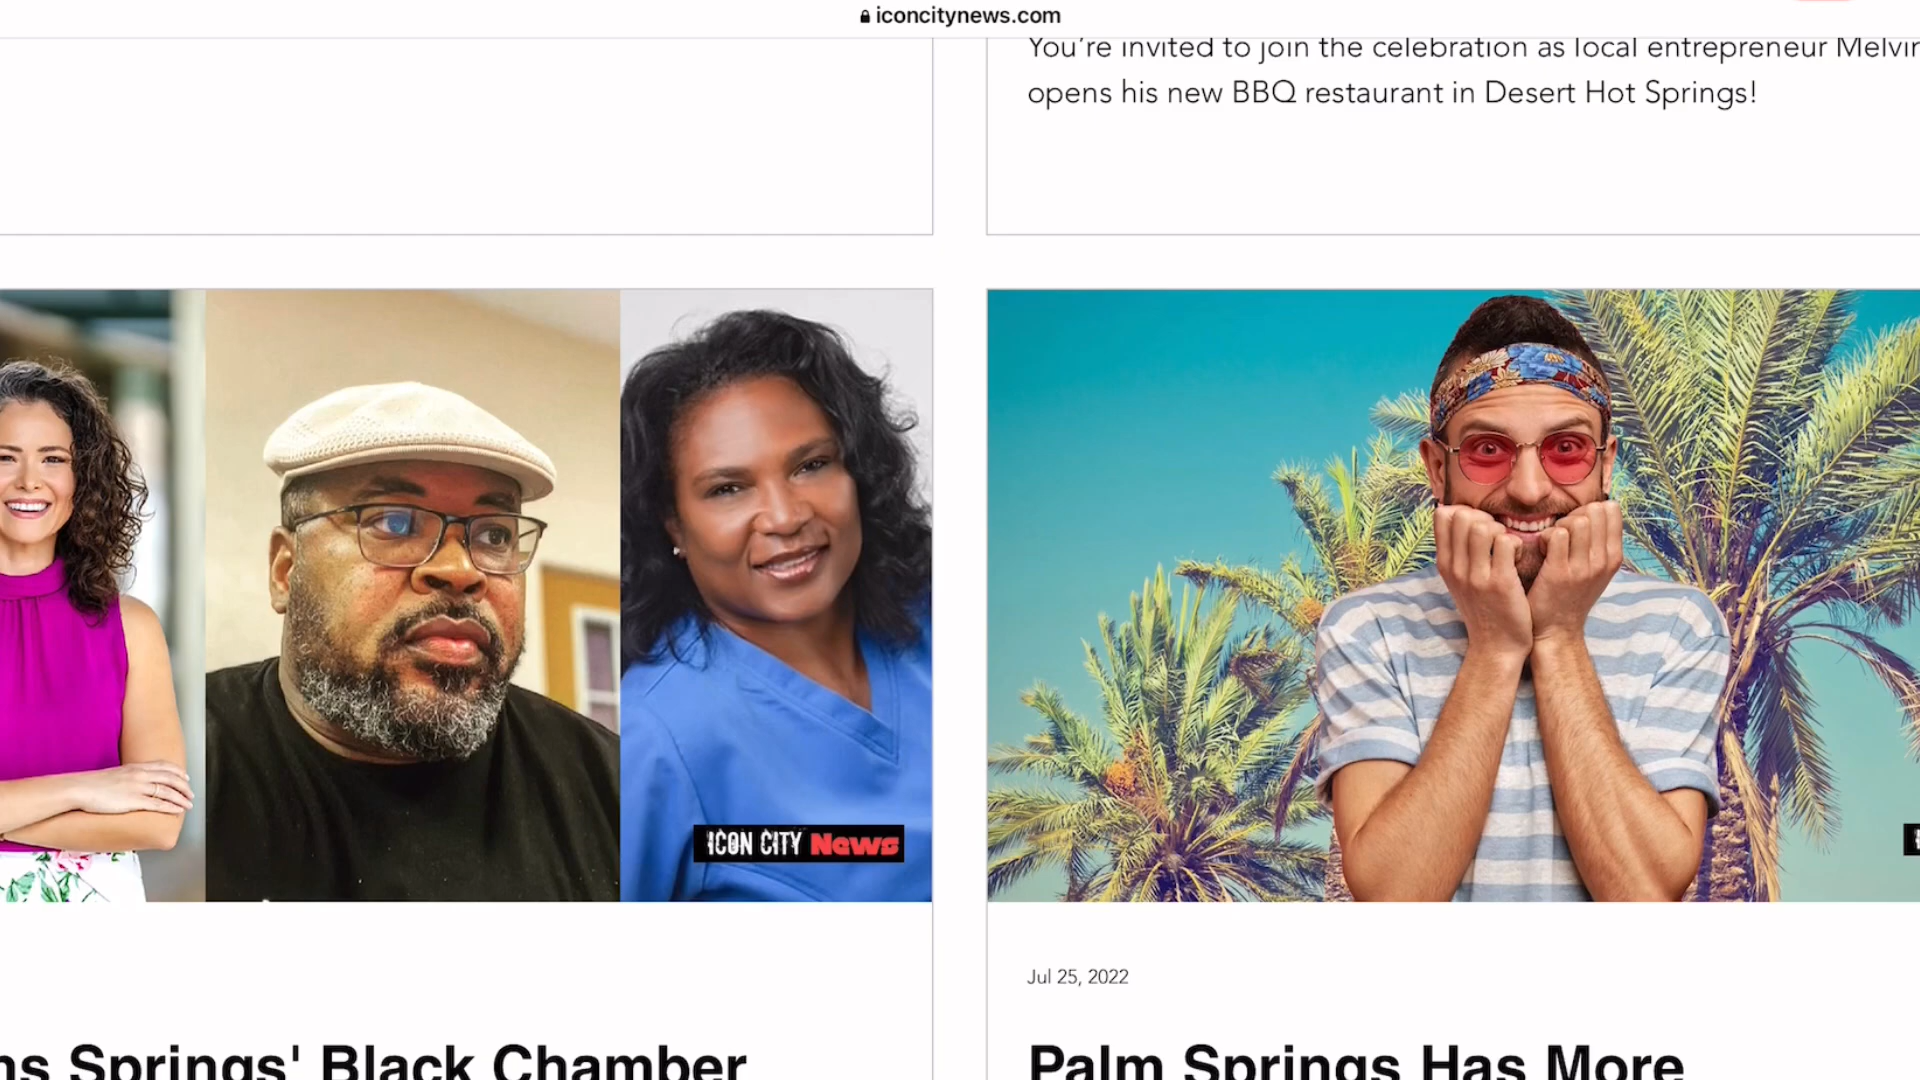 iconcitynews.com
You're invited to join the celebration as local entrepreneur
opens his new BBQ restaurant in Desert Hot Springs!
ICON CITY News
Jul 25, 2022
Springs' Black Chamber
Palm Springs Has More